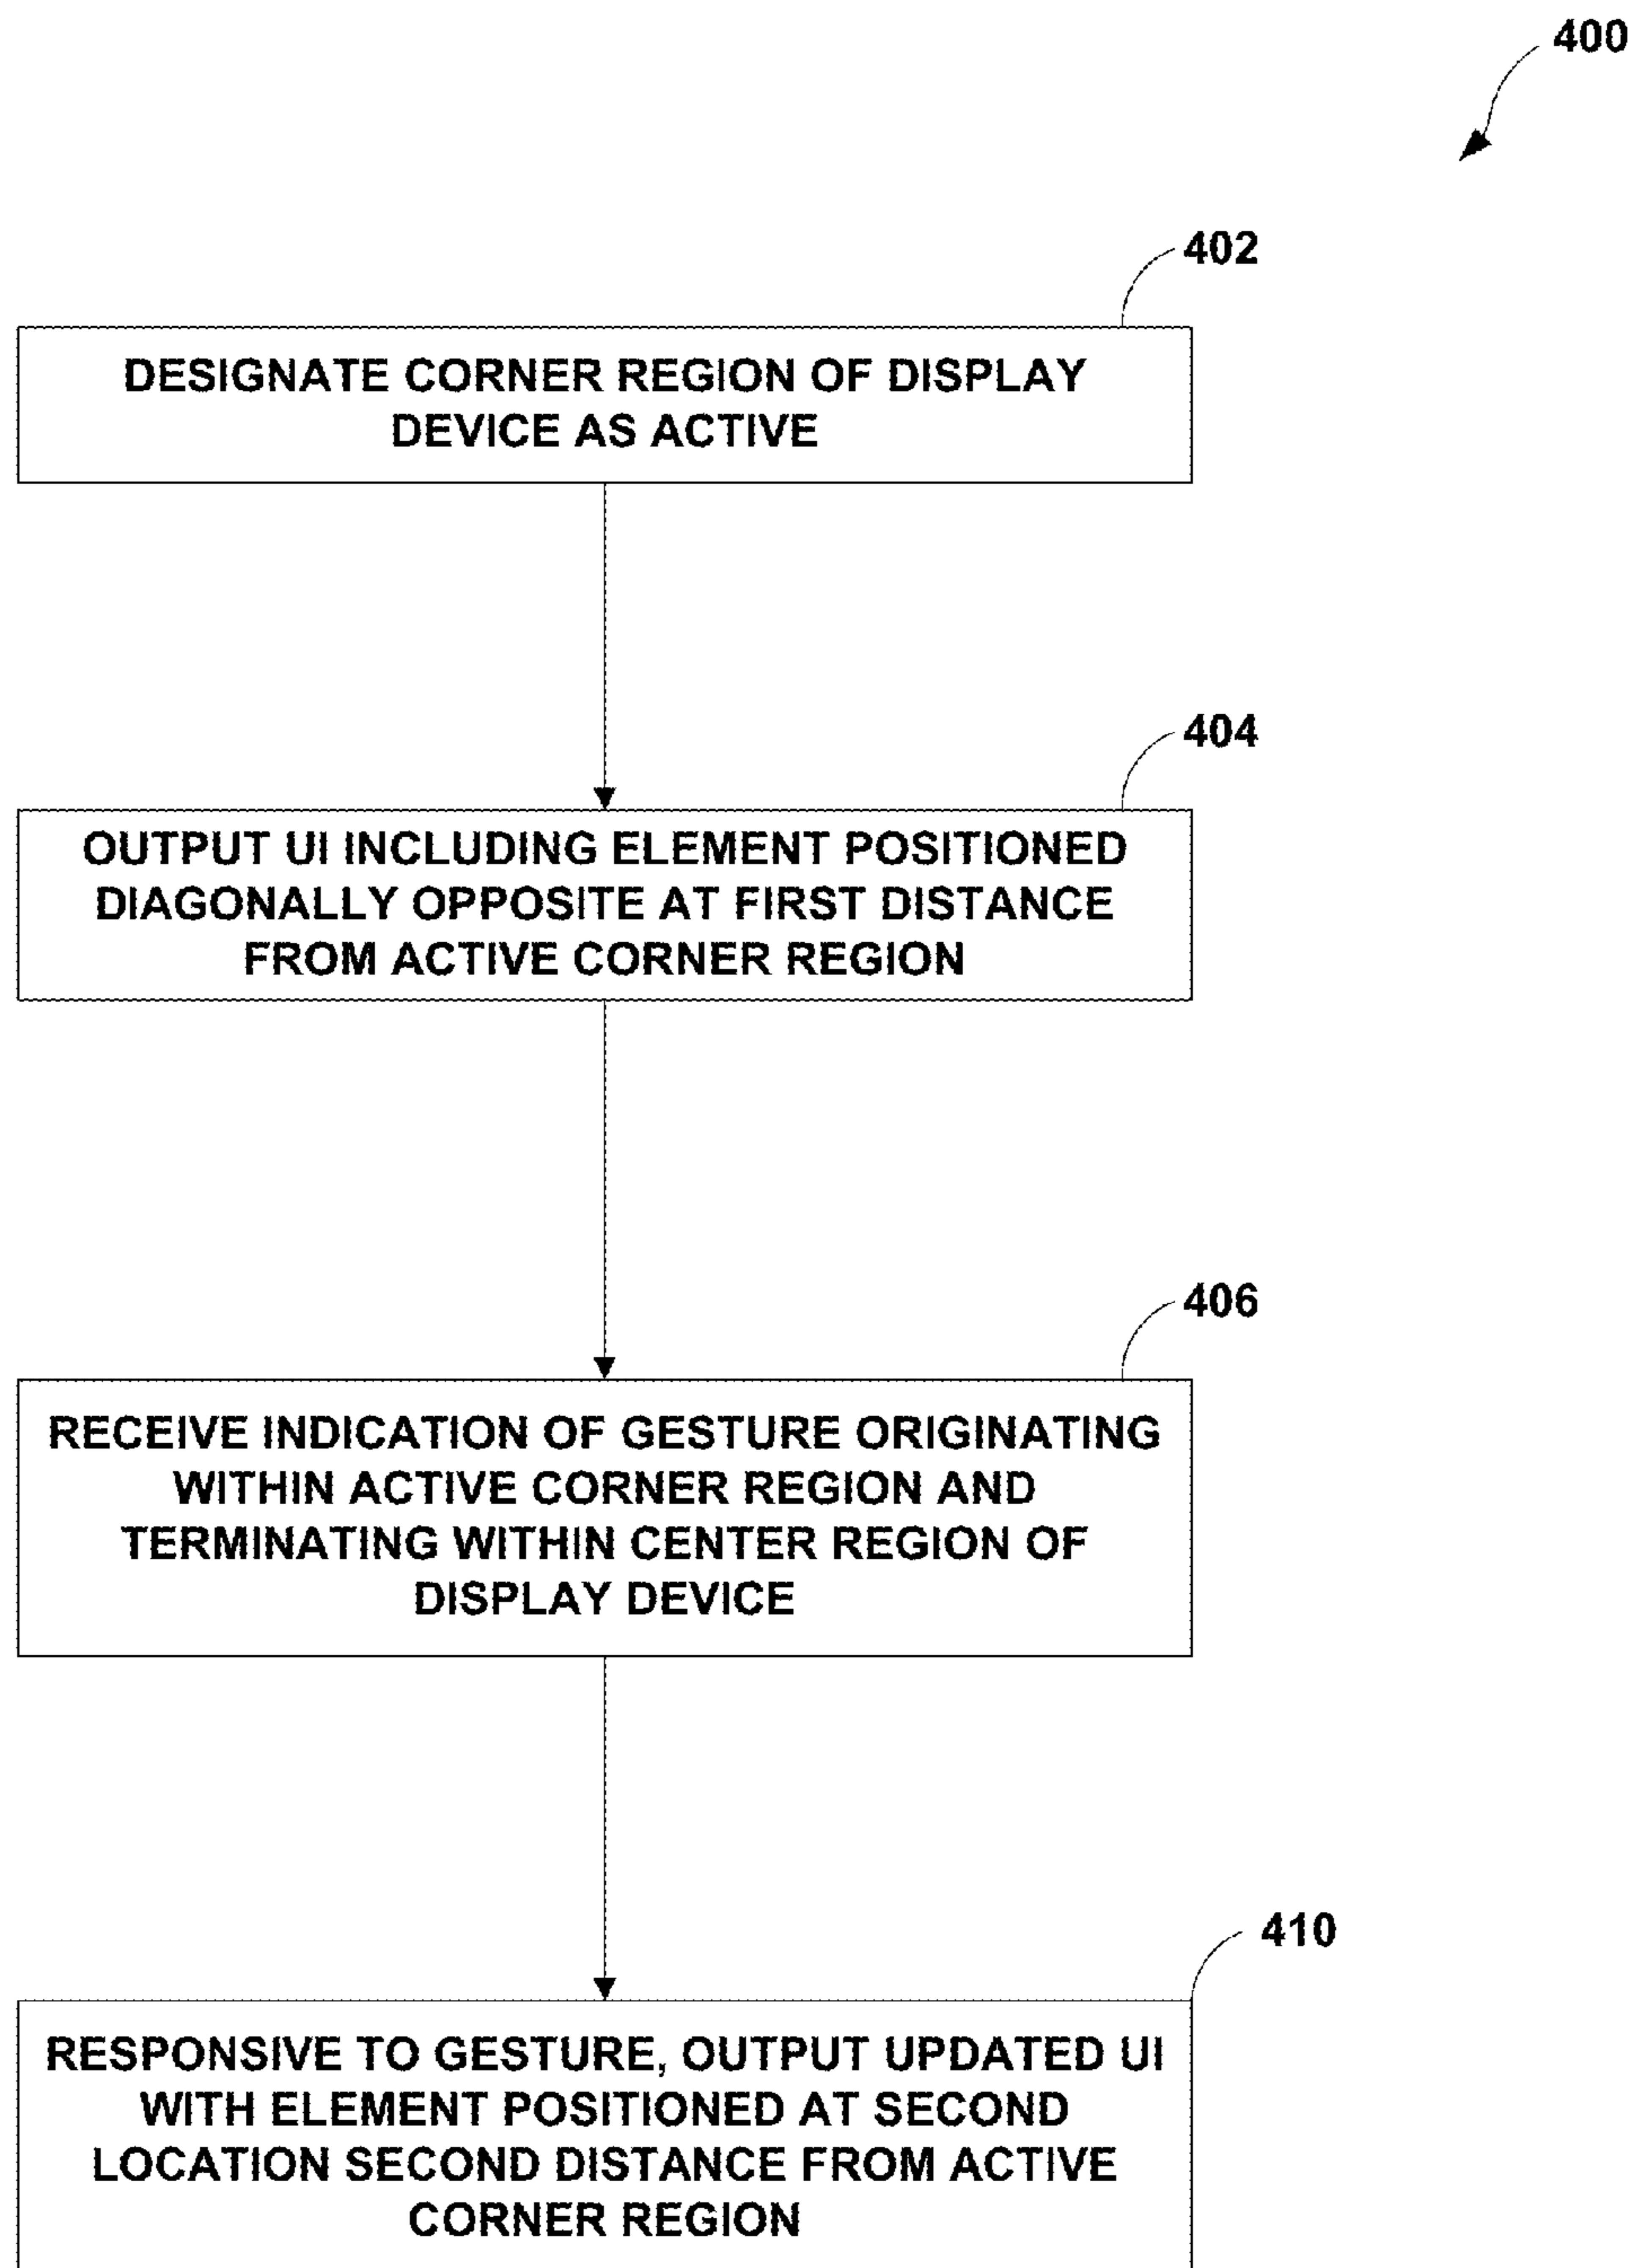 400
402
DESIGNATE CORNER REGION OF DISPLAY
DEVICE AS ACTIVE
404
OUTPUT UI INCLUDING ELEMENT POSITIONED
DIAGONALLY OPPOSITE AT FIRST DISTANCE
FROM ACTIVE CORNER REGION
406
RECEIVE INDICATION OF GESTURE ORIGINATING
WITHIN ACTIVE CORNER REGION AND
TERMINATING WITHIN CENTER REGION OF
DISPLAY DEVICE
410
RESPONSIVE TO GESTURE, OUTPUT UPDATED UI
WITH ELEMENT POSITIONED AT SECOND
LOCATION SECOND DISTANCE FROM ACTIVE
CORNER REGION